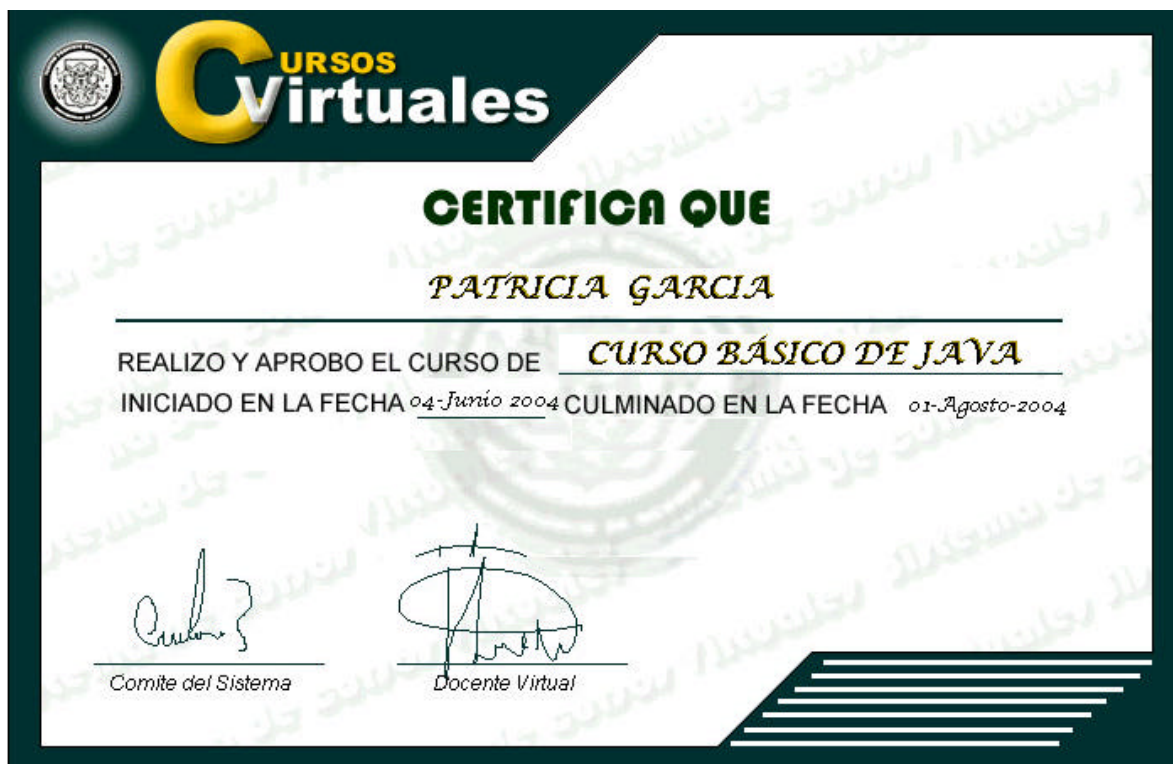 CURSOS
Virtuales
CERTIFICA QUE
PATRICIA GARCIA
REALIZO Y APROBO EL CURSO DE CURSO BÁSICO DE JAVA
INICIADO EN LA FECHA 04-Junio 2004 CULMINADO EN LA FECHA 01-Agosto-2004
Comite del Sistema Docente Virtual